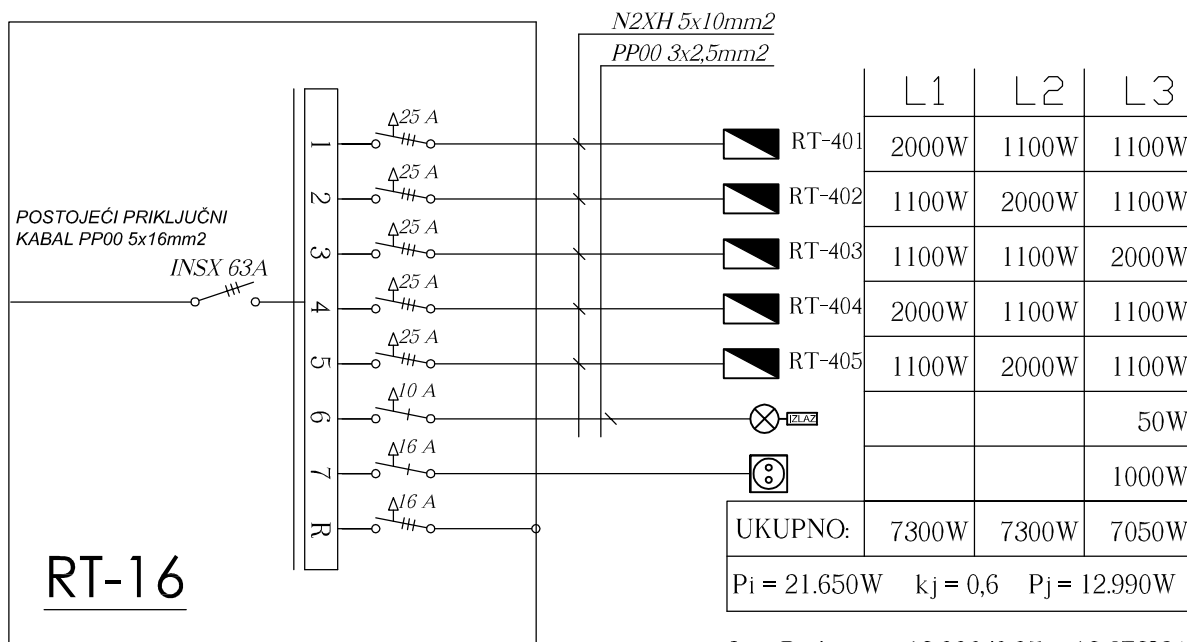 N2XH 5x10mm2
PP00 3x2,5mm2
L1 L2 L3
1 25 A RT-401 2000W 1100W 1100W
2 25 A RT-402 1100W 2000W 1100W
3 25 A RT-403 1100W 1100W 2000W
POSTOJEĆI PRIKLJUČNI
KABAL PP00 5x16mm2
INSX 63A
4 25 A RT-404 2000W 1100W 1100W
5 25 A RT-405 1100W 2000W 1100W
6 10 A IZLAZ 50W
7 16 A 1000W
R 16 A
UKUPNO: 7300W 7300W 7050W
RT-16
Pi = 21.650W kj = 0,6 Pj = 12.990W